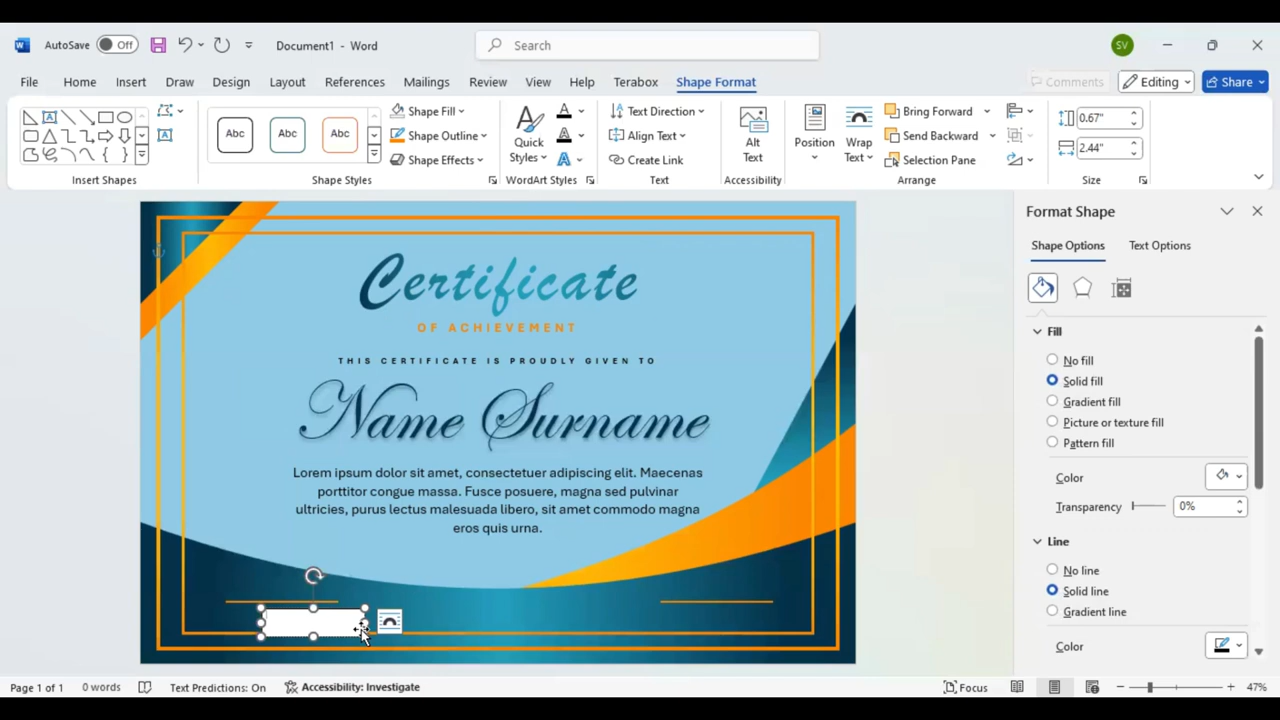 AutoSave Off Document1 - Word Search SV
File Home Insert Draw Design Layout References Mailings Review View Help Terabox Shape Format Comments Editing Share
Abc Abc Abc
Shape Fill
Shape Outline
Shape Effects
Quick Styles
A
A
A
Text Direction
Align Text
Create Link
Alt Text
Position
Wrap Text
Bring Forward
Send Backward
Selection Pane
0.67"
2.44"
Insert Shapes Shape Styles WordArt Styles Text Accessibility Arrange Size
Certificate
OF ACHIEVEMENT
THIS CERTIFICATE IS PROUDLY GIVEN TO
Name Surname
Lorem ipsum dolor sit amet, consectetuer adipiscing elit. Maecenas
porttitor congue massa. Fusce posuere, magna sed pulvinar
ultricies, purus lectus malesuada libero, sit amet commodo magna
eros quis urna.
Format Shape
Shape Options Text Options
Fill
No fill
Solid fill
Gradient fill
Picture or texture fill
Pattern fill
Color
Transparency 0%
Line
No line
Solid line
Gradient line
Color
Page 1 of 1 0 words Text Predictions: On Accessibility: Investigate Focus 47%